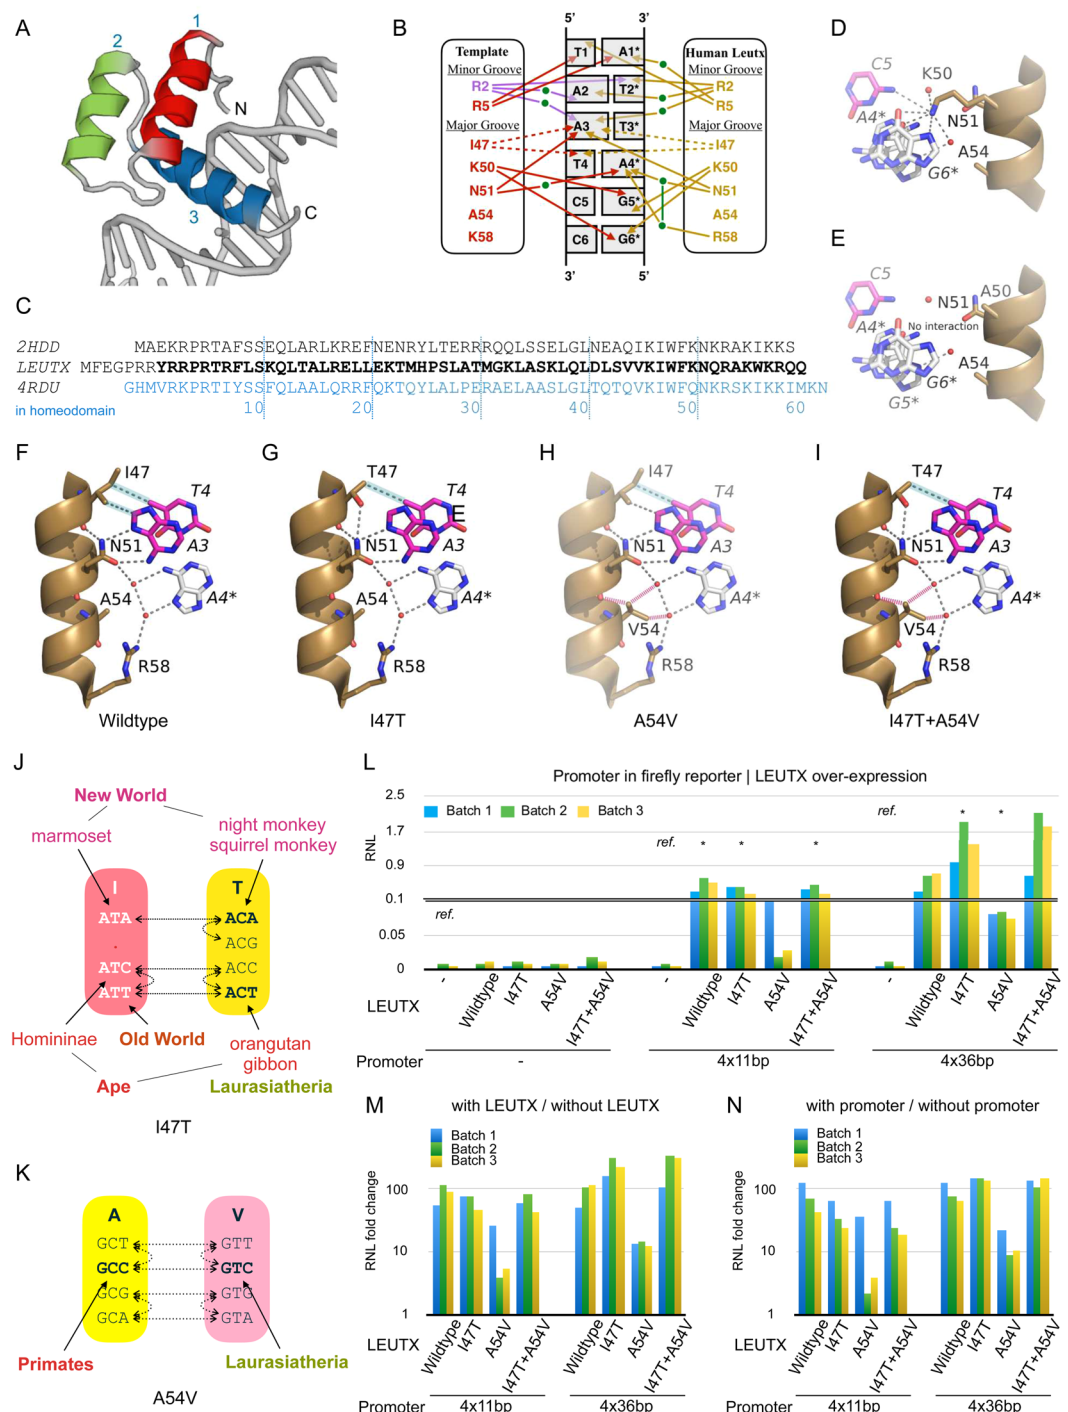 A
1
2
3
N
C
B
5'
3'
Template
Minor Groove
R2
R5
Major Groove
I47
K50
N51
A54
K58
T1
A1*
A2
T2*
A3
T3*
T4
A4*
C5
G5*
C6
G6*
3'
5'
Human Leutx
Minor Groove
R2
R5
Major Groove
I47
K50
N51
A54
R58
D
C5
K50
A4*
N51
A54
G6*
E
C5
N51
A50
A4*
No interaction
A54
G6*
G5*
C
2HDD MAEKRPRTAFSSEQLARLKREFNENRYLTERRRQQLSSELGLNEAQIKIWFKNKRAKIKKS
LEUTX MFEGPRRYRRPRTRFLSKQLTALRELLEKTMHPSLATMGKLASKLQLDLSVVKIWFKNQRAKWKRQQ
4RDU GHMVRKPRTIYSSFQLAALQRRFQKTQYLALPERAELAASLGLTQTQVKIWFQNKRSKIKKIMKN
in homeodomain 10 20 30 40 50 60
F
I47
T4
N51
A3
A54
A4*
R58
Wildtype
G
T47
T4
E
N51
A3
A54
A4*
R58
I47T
H
I47
T4
N51
A3
A4*
V54
R58
A54V
I
T47
T4
N51
A3
A4*
V54
R58
I47T+A54V
J
New World
marmoset
night monkey
squirrel monkey
I
T
ATA
ACA
ACG
ATC
ACC
ATT
ACT
Homininae
Old World
orangutan
gibbon
Ape
Laurasiatheria
I47T
K
A
V
GCT
GTT
GCC
GTC
GCG
GTG
GCA
GTA
Primates
Laurasiatheria
A54V
L
Promoter in firefly reporter | LEUTX over-expression
2.5
1.7
0.9
0.1
0.05
0
RNL
Batch 1
Batch 2
Batch 3
ref.
ref.
* * *
ref.
* *
LEUTX
- Wildtype I47T A54V I47T+A54V
- Wildtype I47T A54V I47T+A54V
- Wildtype I47T A54V I47T+A54V
Promoter
-
4x11bp
4x36bp
M
with LEUTX / without LEUTX
Batch 1
Batch 2
Batch 3
RNL fold change
100
10
1
LEUTX
Wildtype I47T A54V I47T+A54V
Wildtype I47T A54V I47T+A54V
Promoter 4x11bp 4x36bp
N
with promoter / without promoter
Batch 1
Batch 2
Batch 3
RNL fold change
100
10
1
LEUTX
Wildtype I47T A54V I47T+A54V
Wildtype I47T A54V I47T+A54V
Promoter 4x11bp 4x36bp